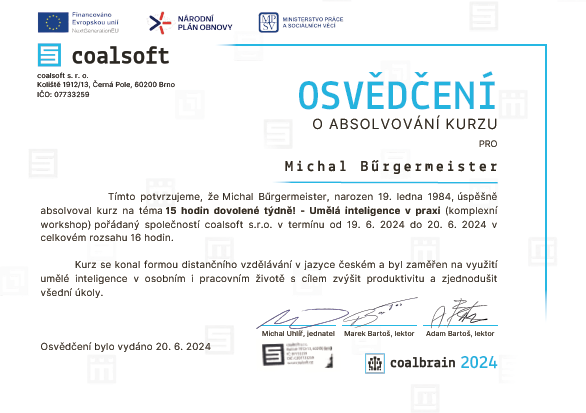 Financováno
Evropskou unií
NextGenerationEU
NÁRODNÍ
PLÁN OBNOVY
MPSV
MINISTERSTVO PRÁCE
A SOCIÁLNÍCH VĚCÍ
coalsoft
coalsoft s. r. o.
Koliště 1912/13, Černá Pole, 60200 Brno
IČO: 07733259
OSVĚDČENÍ
O ABSOLVOVÁNÍ KURZU
PRO
Michal Bürgermeister
Tímto potvrzujeme, že Michal Bürgermeister, narozen 19. ledna 1984, úspěšně
absolvoval kurz na téma 15 hodin dovolené týdně! - Umělá inteligence v praxi (komplexní
workshop) pořádaný společností coalsoft s.r.o. v termínu od 19. 6. 2024 do 20. 6. 2024 v
celkovém rozsahu 16 hodin.
Kurz se konal formou distančního vzdělávání v jazyce českém a byl zaměřen na využití
umělé inteligence v osobním i pracovním životě s cílem zvýšit produktivitu a zjednodušit
všední úkoly.
Michal Uhlíř, jednatel
Marek Bartoš, lektor
Adam Bartoš, lektor
Osvědčení bylo vydáno 20. 6. 2024
coalbrain 2024